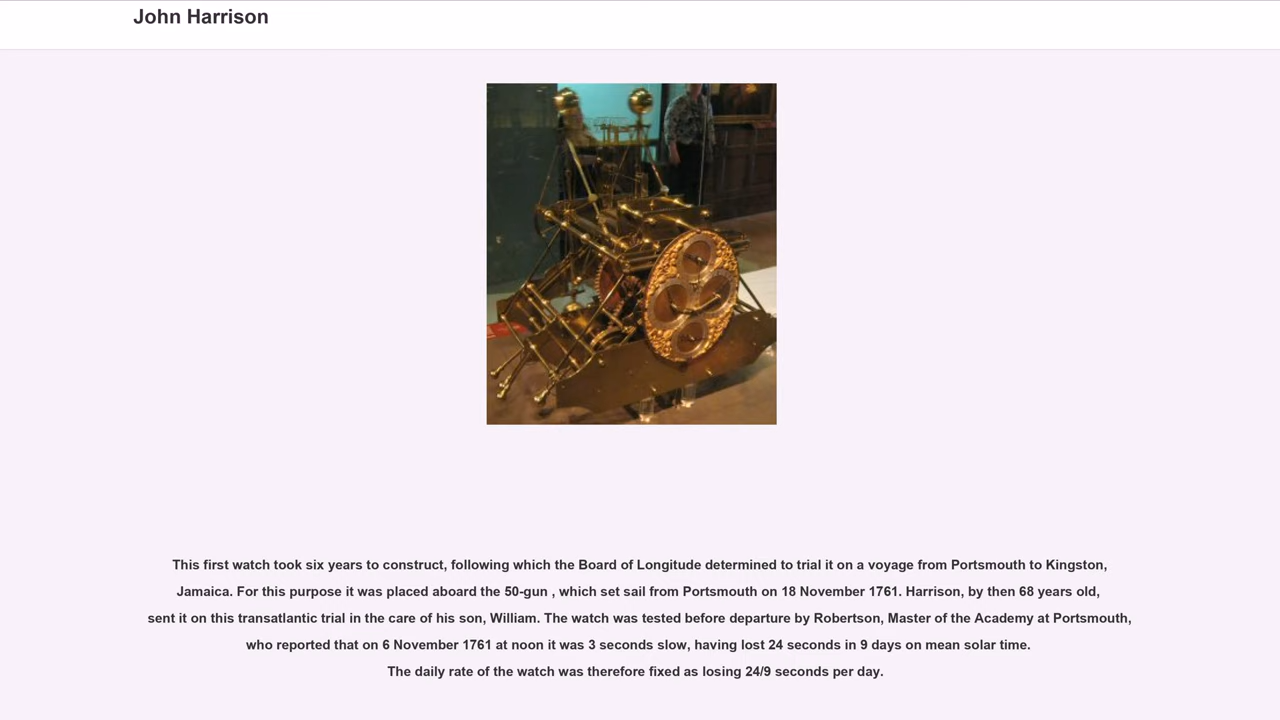 John Harrison
This first watch took six years to construct, following which the Board of Longitude determined to trial it on a voyage from Portsmouth to Kingston,
Jamaica. For this purpose it was placed aboard the 50-gun , which set sail from Portsmouth on 18 November 1761. Harrison, by then 68 years old,
sent it on this transatlantic trial in the care of his son, William. The watch was tested before departure by Robertson, Master of the Academy at Portsmouth,
who reported that on 6 November 1761 at noon it was 3 seconds slow, having lost 24 seconds in 9 days on mean solar time.
The daily rate of the watch was therefore fixed as losing 24/9 seconds per day.